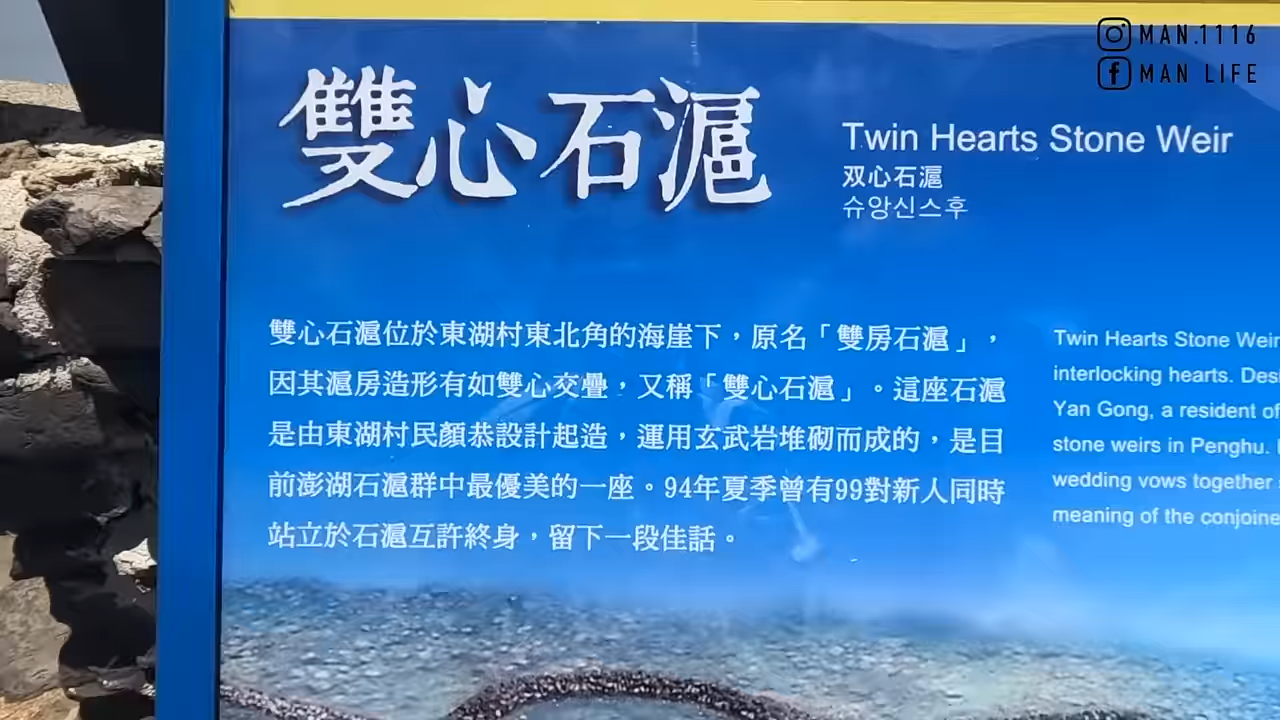 MAN.1116
MAN LIFE
雙心石滬
Twin Hearts Stone Weir
双心石滬
슈앙신스후
雙心石滬位於東湖村東北角的海崖下，原名「雙房石滬」，
因其滬房造形有如雙心交疊，又稱「雙心石滬」。這座石滬
是由東湖村民顏恭設計起造，運用玄武岩堆砌而成的，是目
前澎湖石滬群中最優美的一座。94年夏季曾有99對新人同時
站立於石滬互許終身，留下一段佳話。
Twin Hearts Stone Weir
interlocking hearts. Desi
Yan Gong, a resident of
stone weirs in Penghu.
wedding vows together
meaning of the conjoine